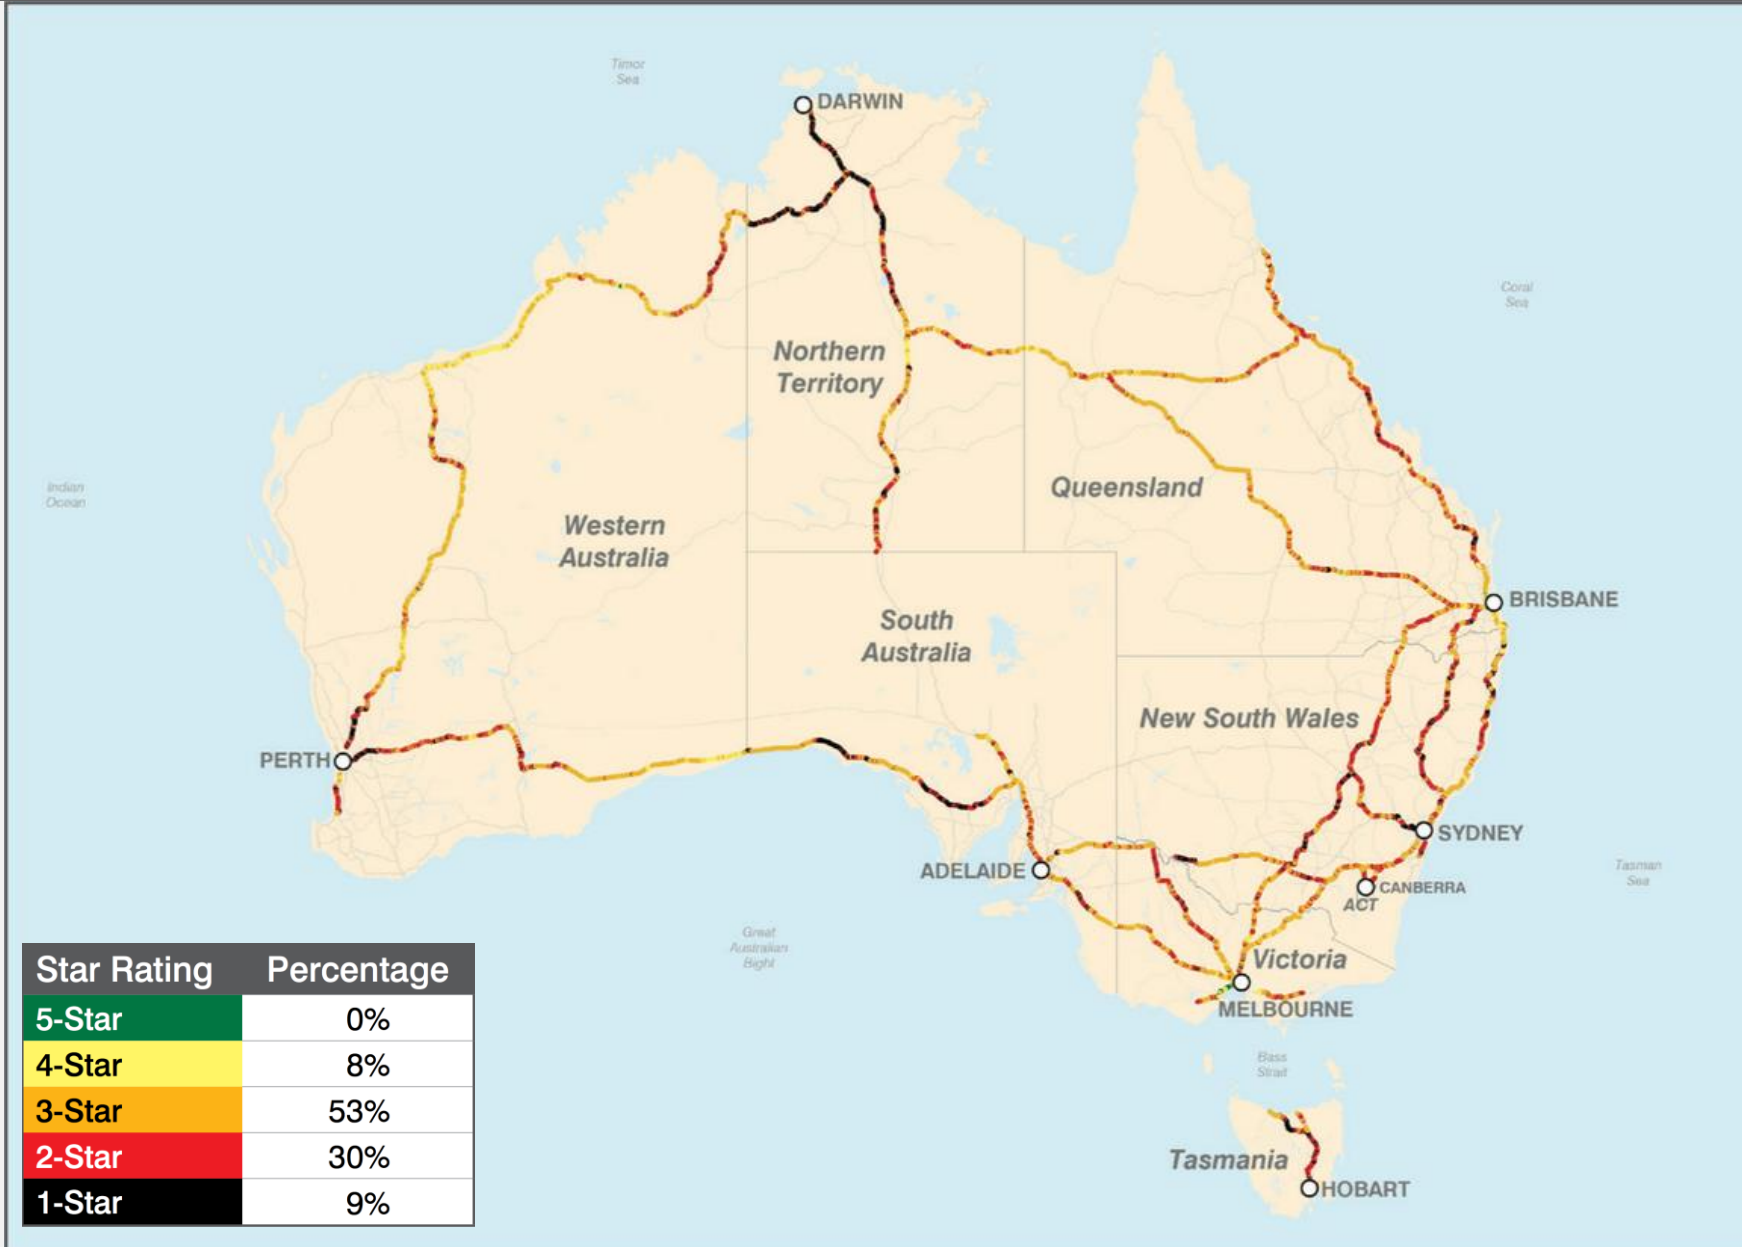 Timor
Sea
DARWIN
Coral
Sea
Northern
Territory
Indian
Ocean
Queensland
Western
Australia
BRISBANE
South
Australia
New South Wales
PERTH
SYDNEY
ADELAIDE
CANBERRA
ACT
Tasman
Sea
Great
Australian
Bight
Victoria
MELBOURNE
Bass
Strait
Tasmania
HOBART
Star Rating Percentage
5-Star 0%
4-Star 8%
3-Star 53%
2-Star 30%
1-Star 9%